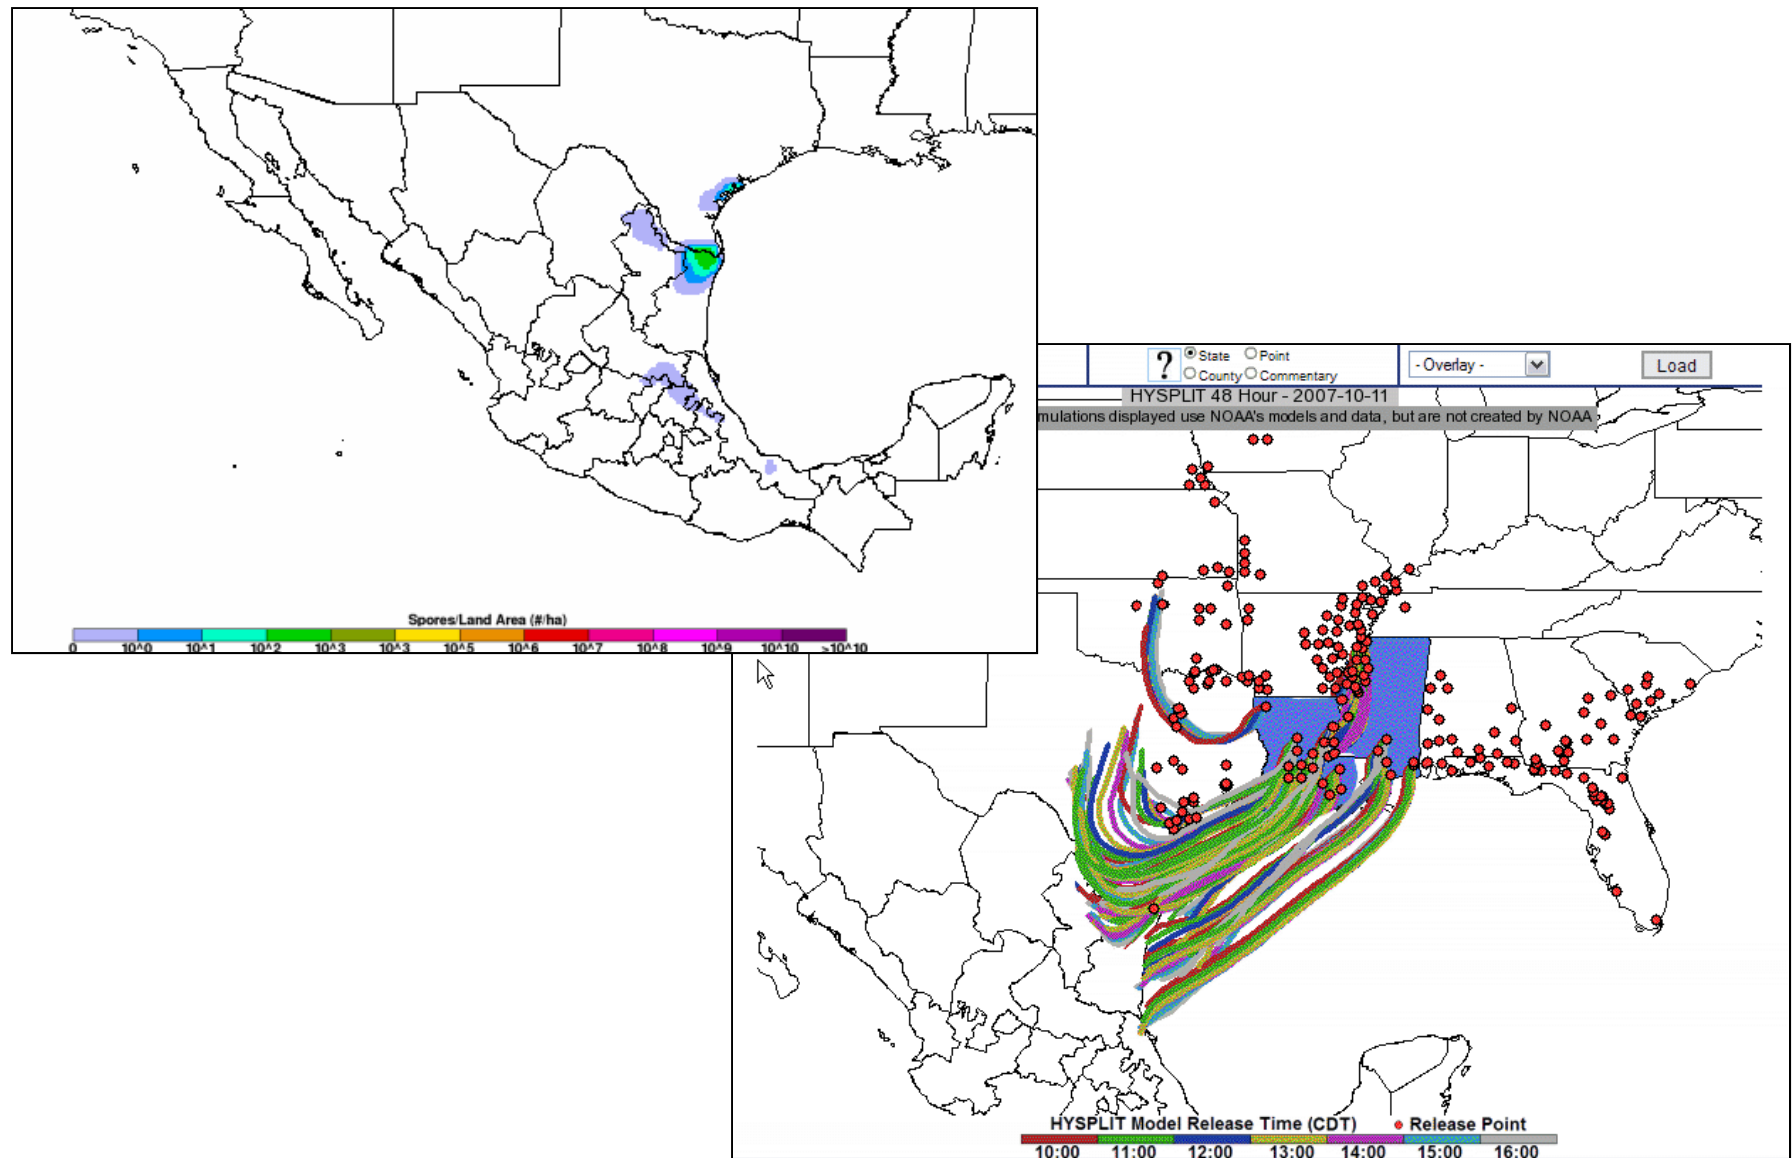 Spores/Land Area (#/ha)
0 10^0 10^1 10^2 10^3 10^3 10^5 10^6 10^7 10^8 10^9 10^10 >10^10
? State Point
County Commentary
- Overlay -
Load
HYSPLIT 48 Hour - 2007-10-11
mulations displayed use NOAA's models and data, but are not created by NOAA
HYSPLIT Model Release Time (CDT) Release Point
10:00 11:00 12:00 13:00 14:00 15:00 16:00